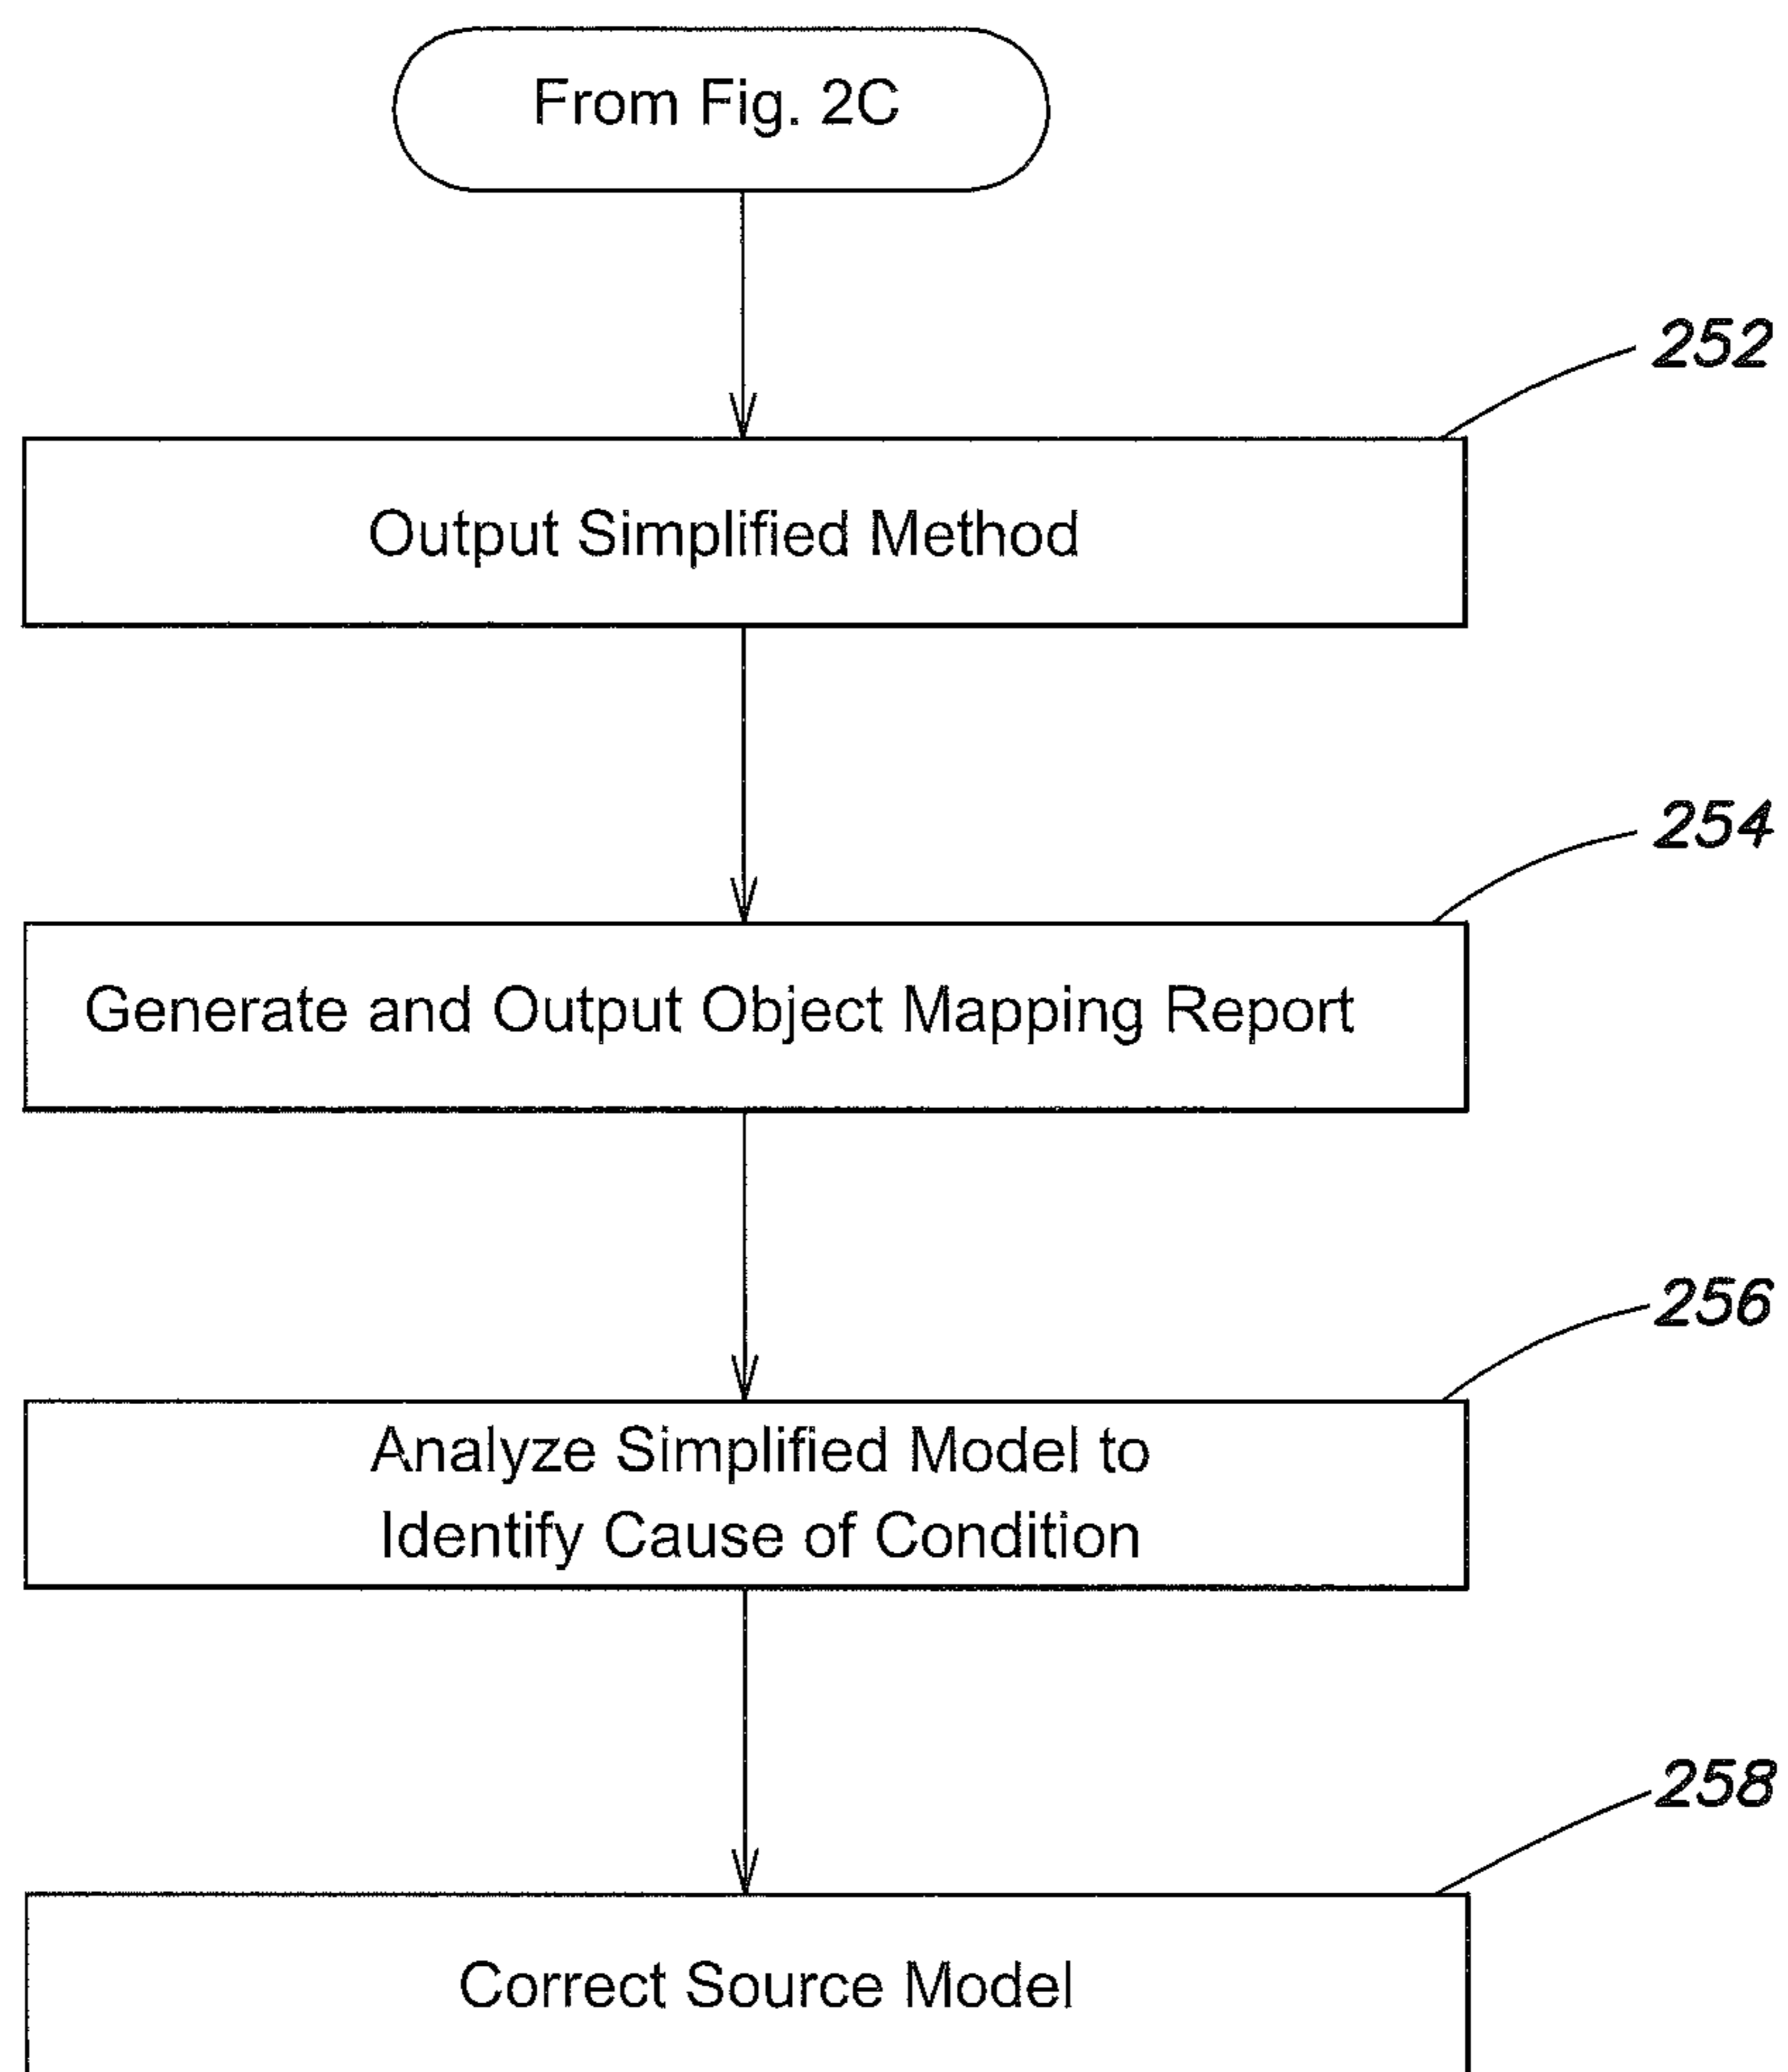 From Fig. 2C
252
Output Simplified Method
254
Generate and Output Object Mapping Report
256
Analyze Simplified Model to
Identify Cause of Condition
258
Correct Source Model